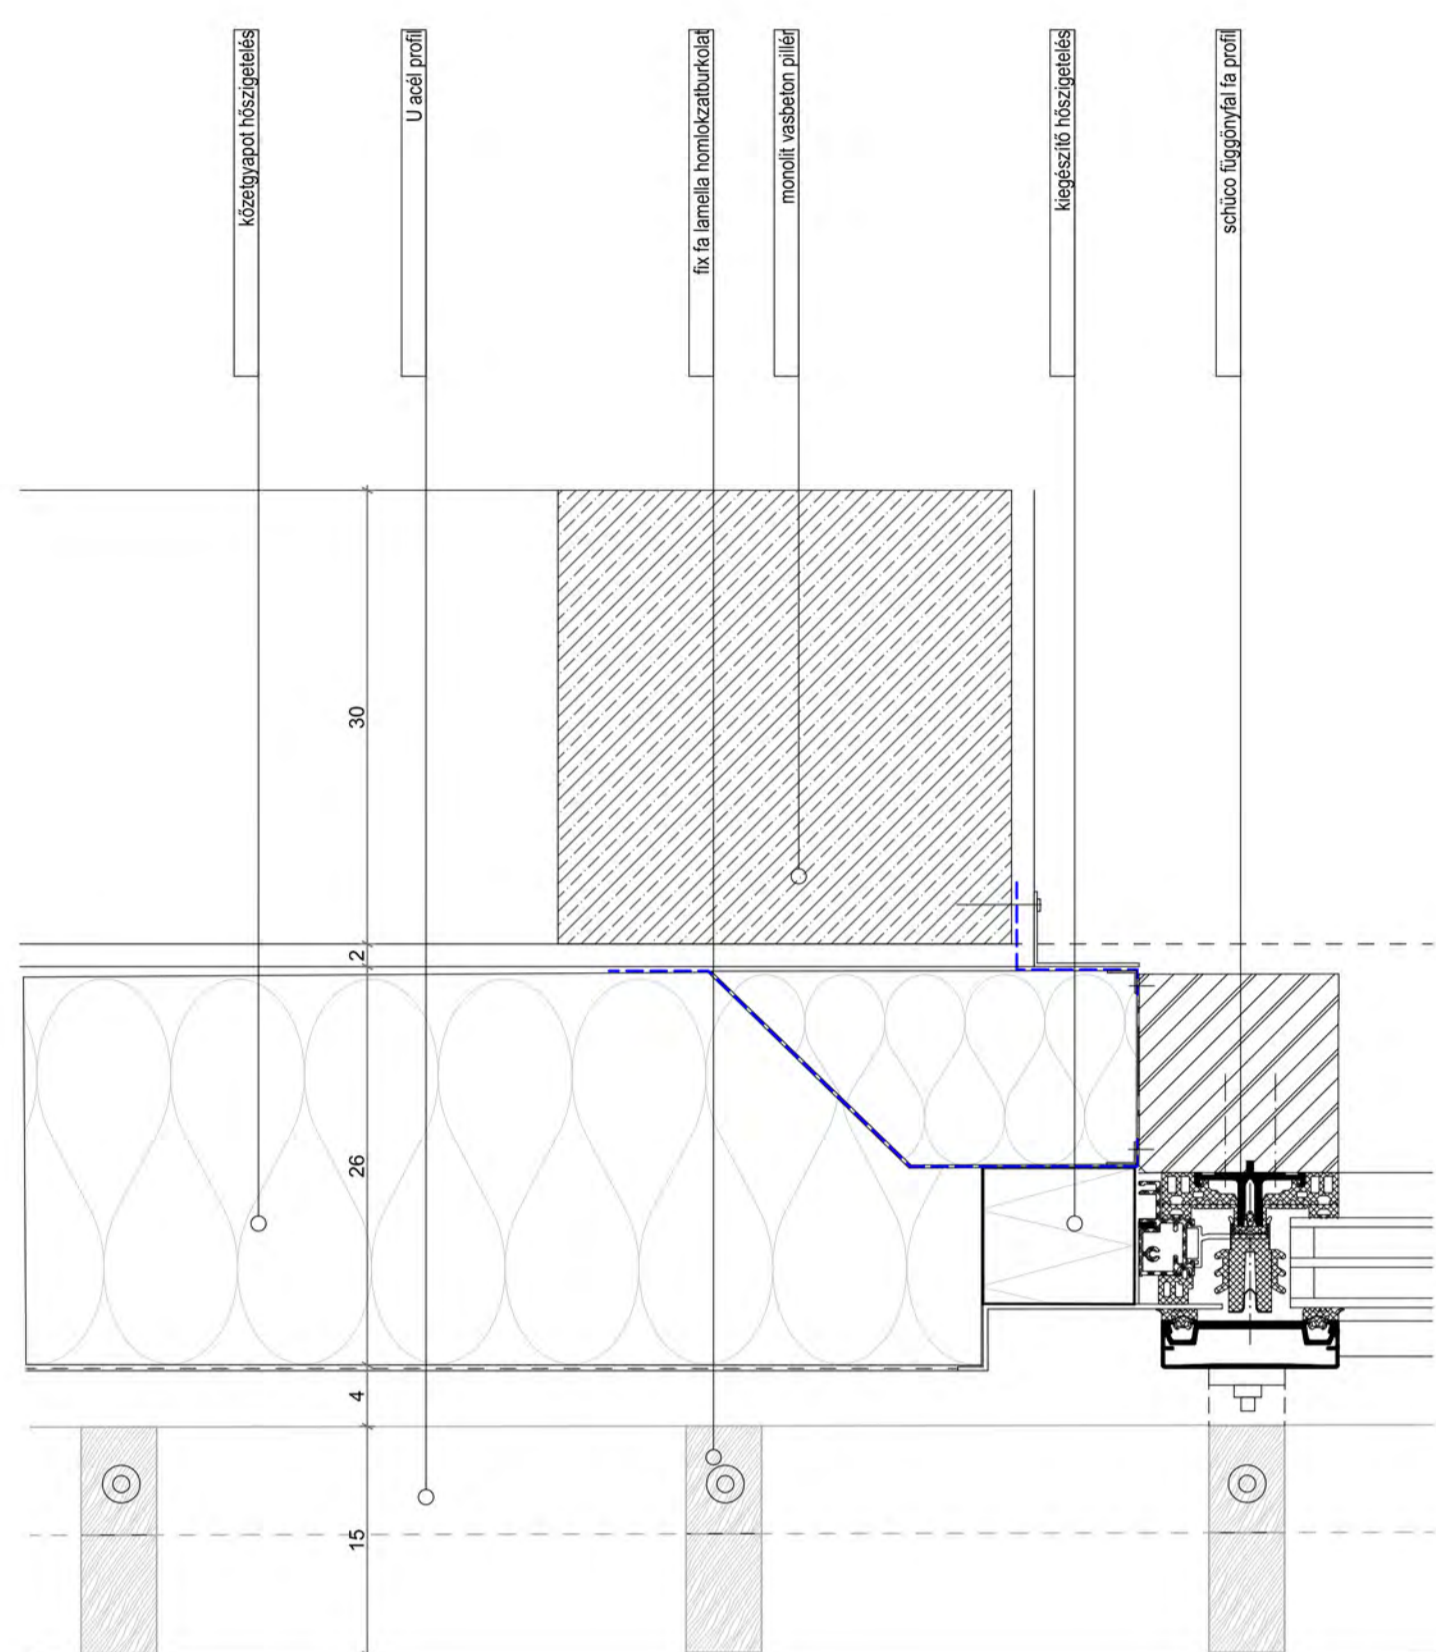 kőzetgyapot hőszigetelés
U acél profil
fix fa lamella homlokzatburkolat
monolit vasbeton pillér
kiegészítő hőszigetelés
schüco függönyfal fa profil
30
2
26
4
15